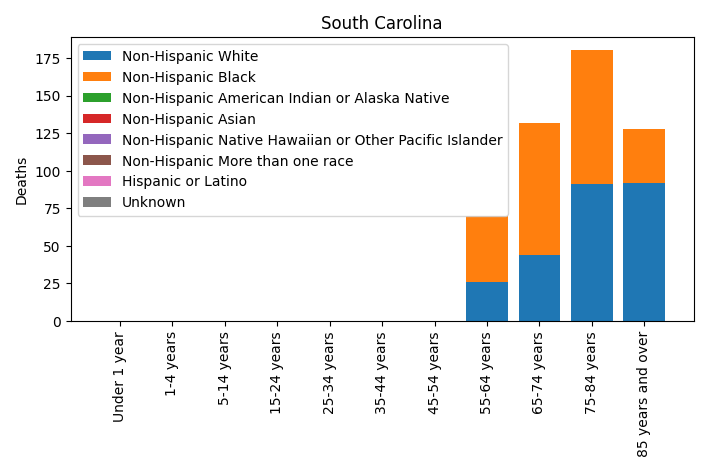 South Carolina
Non-Hispanic White
Non-Hispanic Black
Non-Hispanic American Indian or Alaska Native
Non-Hispanic Asian
Non-Hispanic Native Hawaiian or Other Pacific Islander
Non-Hispanic More than one race
Hispanic or Latino
Unknown
Deaths
175
150
125
100
75
50
25
0
Under 1 year
1-4 years
5-14 years
15-24 years
25-34 years
35-44 years
45-54 years
55-64 years
65-74 years
75-84 years
85 years and over